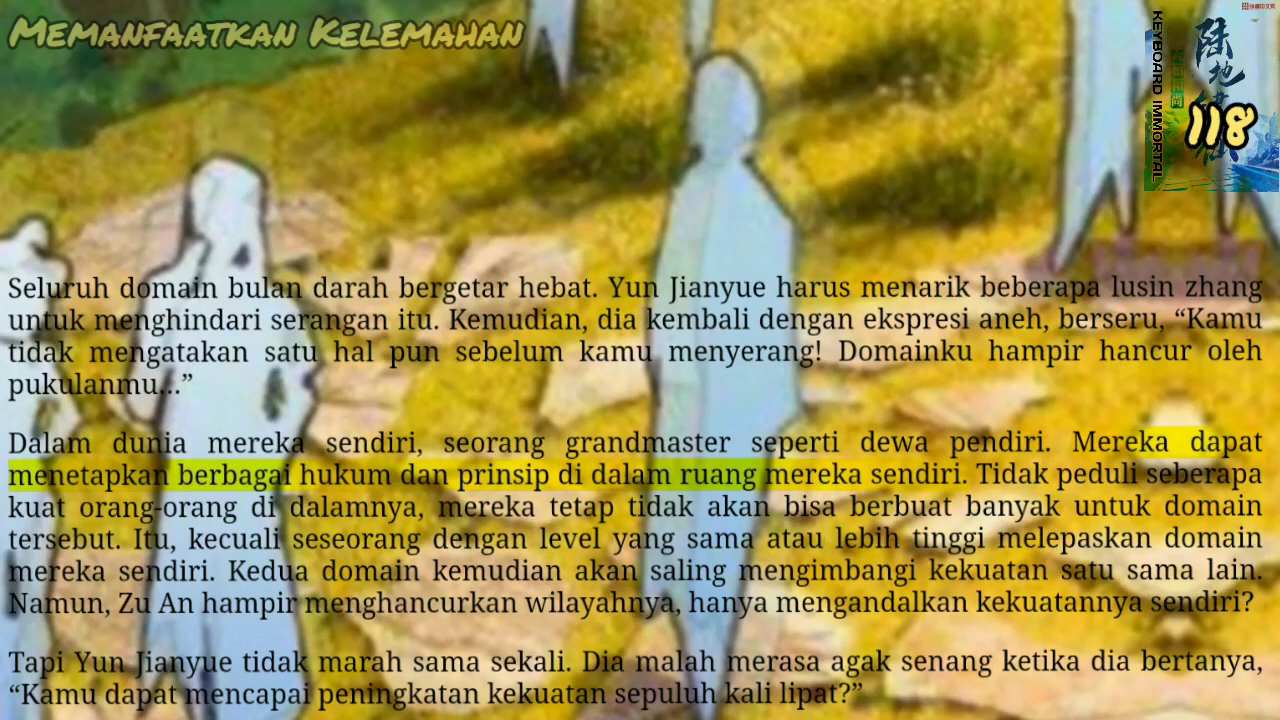 Memanfaatkan Kelemahan
KEYBOARD IMMORTAL
陆地
118
Seluruh domain bulan darah bergetar hebat. Yun Jianyue harus menarik beberapa lusin zhang
untuk menghindari serangan itu. Kemudian, dia kembali dengan ekspresi aneh, berseru, “Kamu
tidak mengatakan satu hal pun sebelum kamu menyerang! Domainku hampir hancur oleh
pukulanmu...”
Dalam dunia mereka sendiri, seorang grandmaster seperti dewa pendiri. Mereka dapat
menetapkan berbagai hukum dan prinsip di dalam ruang mereka sendiri. Tidak peduli seberapa
kuat orang-orang di dalamnya, mereka tetap tidak akan bisa berbuat banyak untuk domain
tersebut. Itu, kecuali seseorang dengan level yang sama atau lebih tinggi melepaskan domain
mereka sendiri. Kedua domain kemudian akan saling mengimbangi kekuatan satu sama lain.
Namun, Zu An hampir menghancurkan wilayahnya, hanya mengandalkan kekuatannya sendiri?
Tapi Yun Jianyue tidak marah sama sekali. Dia malah merasa agak senang ketika dia bertanya,
“Kamu dapat mencapai peningkatan kekuatan sepuluh kali lipat?”